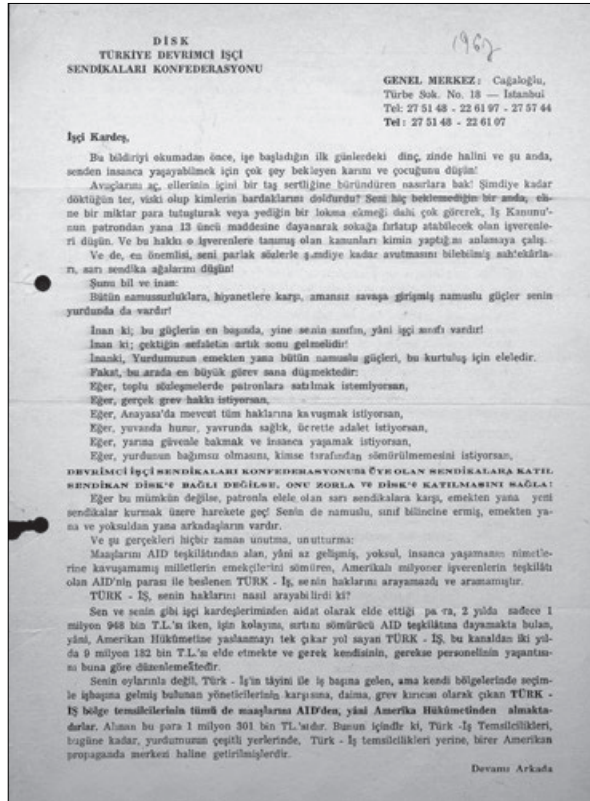 DİSK
TÜRKİYE DEVRİMCİ İŞÇİ
SENDİKALARI KONFEDERASYONU
1967
GENEL MERKEZ: Cağaloğlu,
Türbe Sok. No. 18 — İstanbul
Tel: 27 51 48 - 22 61 97 - 27 57 44
Tel: 27 51 48 - 22 61 07
İşçi Kardeş,
Bu bildiriyi okumadan önce, işe başladığın ilk günlerdeki dinç, zinde halini ve şu anda,
senden insanca yaşayabilmek için çok şey bekleyen karını ve çocuğunu düşün!
Avuçlarını aç, ellerinin içini bir taş sertliğine büründüren nasırlara bak! Şimdiye kadar
döktüğün ter, viski olup kimlerin bardaklarını doldurdu? Seni hiç beklemediğin bir anda, eli-
ne bir miktar para tutuşturarak veya yediğin bir lokma ekmeği dahi çok görerek, İş Kanunu'-
nun patrondan yana 13 üncü maddesine dayanarak sokağa fırlatıp atabilecek olan işverenle-
ri düşün. Ve bu hakkı o işverenlere tanımış olan kanunları kimin yaptığını anlamaya çalış.
Ve de, en önemlisi, seni parlak sözlerle şimdiye kadar avutmasını bilebilmiş sahtekârla-
rı, sarı sendika ağalarını düşün!
Şunu bil ve inan:
Bütün namussuzluklara, hiyanetlere karşı, amansız savaşa girişmiş namuslu güçler senin
yurdunda da vardır!
İnan ki; bu güçlerin en başında, yine senin sınıfın, yâni işçi sınıfı vardır!
İnan ki; çektiğin sefaletin artık sonu gelmelidir!
İnanki, Yurdumuzun emekten yana bütün namuslu güçleri, bu kurtuluş için eleledir.
Fakat, bu arada en büyük görev sana düşmektedir:
Eğer, toplu sözleşmelerde patronlara satılmak istemiyorsan,
Eğer, gerçek grev hakkı istiyorsan,
Eğer, Anayasa'da mevcut tüm haklarına kavuşmak istiyorsan,
Eğer, yuvanda huzur, yavrunda sağlık, ücrette adalet istiyorsan,
Eğer, yarına güvenle bakmak ve insanca yaşamak istiyorsan,
Eğer, yurdunun bağımsız olmasını, kimse tarafından sömürülmemesini istiyorsan,
DEVRİMCİ İŞÇİ SENDİKALARI KONFEDERASYONUna ÜYE OLAN SENDİKALARA KATIL
SENDİKAN DİSK'e BAĞLI DEĞİLSE, ONU ZORLA ve DİSK'e KATILMASINI SAĞLA!
Eğer bu mümkün değilse, patronla elele olan sarı sendikalara karşı, emekten yana yeni
sendikalar kurmak üzere harekete geç! Senin de namuslu, sınıf bilincine ermiş, emekten ya-
na ve yoksuldan yana arkadaşların vardır.
Ve şu gerçekleri hiçbir zaman unutma, unutturma:
Maaşlarını AID teşkilâtından alan, yâni az gelişmiş, yoksul, insanca yaşamanın nimetle-
rine kavuşamamış milletlerin emekçilerini sömüren, Amerikalı milyoner işverenlerin teşkilâtı
olan AID'nin parası ile beslenen TÜRK - İş, senin haklarını arayamazdı ve aramamıştır.
TÜRK - İŞ, senin haklarını nasıl arayabilirdi ki?
Sen ve senin gibi işçi kardeşlerimizden aidat olarak elde ettiği para, 2 yılda sadece 1
milyon 948 bin T.L.'sı iken, işin kolayını, sırtını sömürücü AID teşkilâtına dayamakta bulan,
yâni, Amerikan Hükûmetine yaslanmayı tek çıkar yol sayan TÜRK - İŞ, bu kanaldan iki yıl-
da 9 milyon 182 bin T.L.'sı elde etmekte ve gerek kendisinin, gerekse personelinin yaşantısı-
nı buna göre düzenlemektedir.
Senin oylarınla değil, Türk - İş'in tâyini ile iş başına gelen, ama kendi bölgelerinde seçim-
le işbaşına gelmiş bulunan yöneticilerinin karşısına, daima, grev kırıcısı olarak çıkan TÜRK -
İŞ bölge temsilcilerinin tümü de maaşlarını AID'den, yâni Amerika Hükûmetinden almakta-
dırlar. Alınan bu para 1 milyon 301 bin TL.'sıdır. Bunun içindir ki, Türk -İş Temsilcilikleri,
bugüne kadar, yurdumuzun çeşitli yerlerinde, Türk - İş temsilcilikleri yerine, birer Amerikan
propaganda merkezi haline getirilmişlerdir.
Devamı Arkada